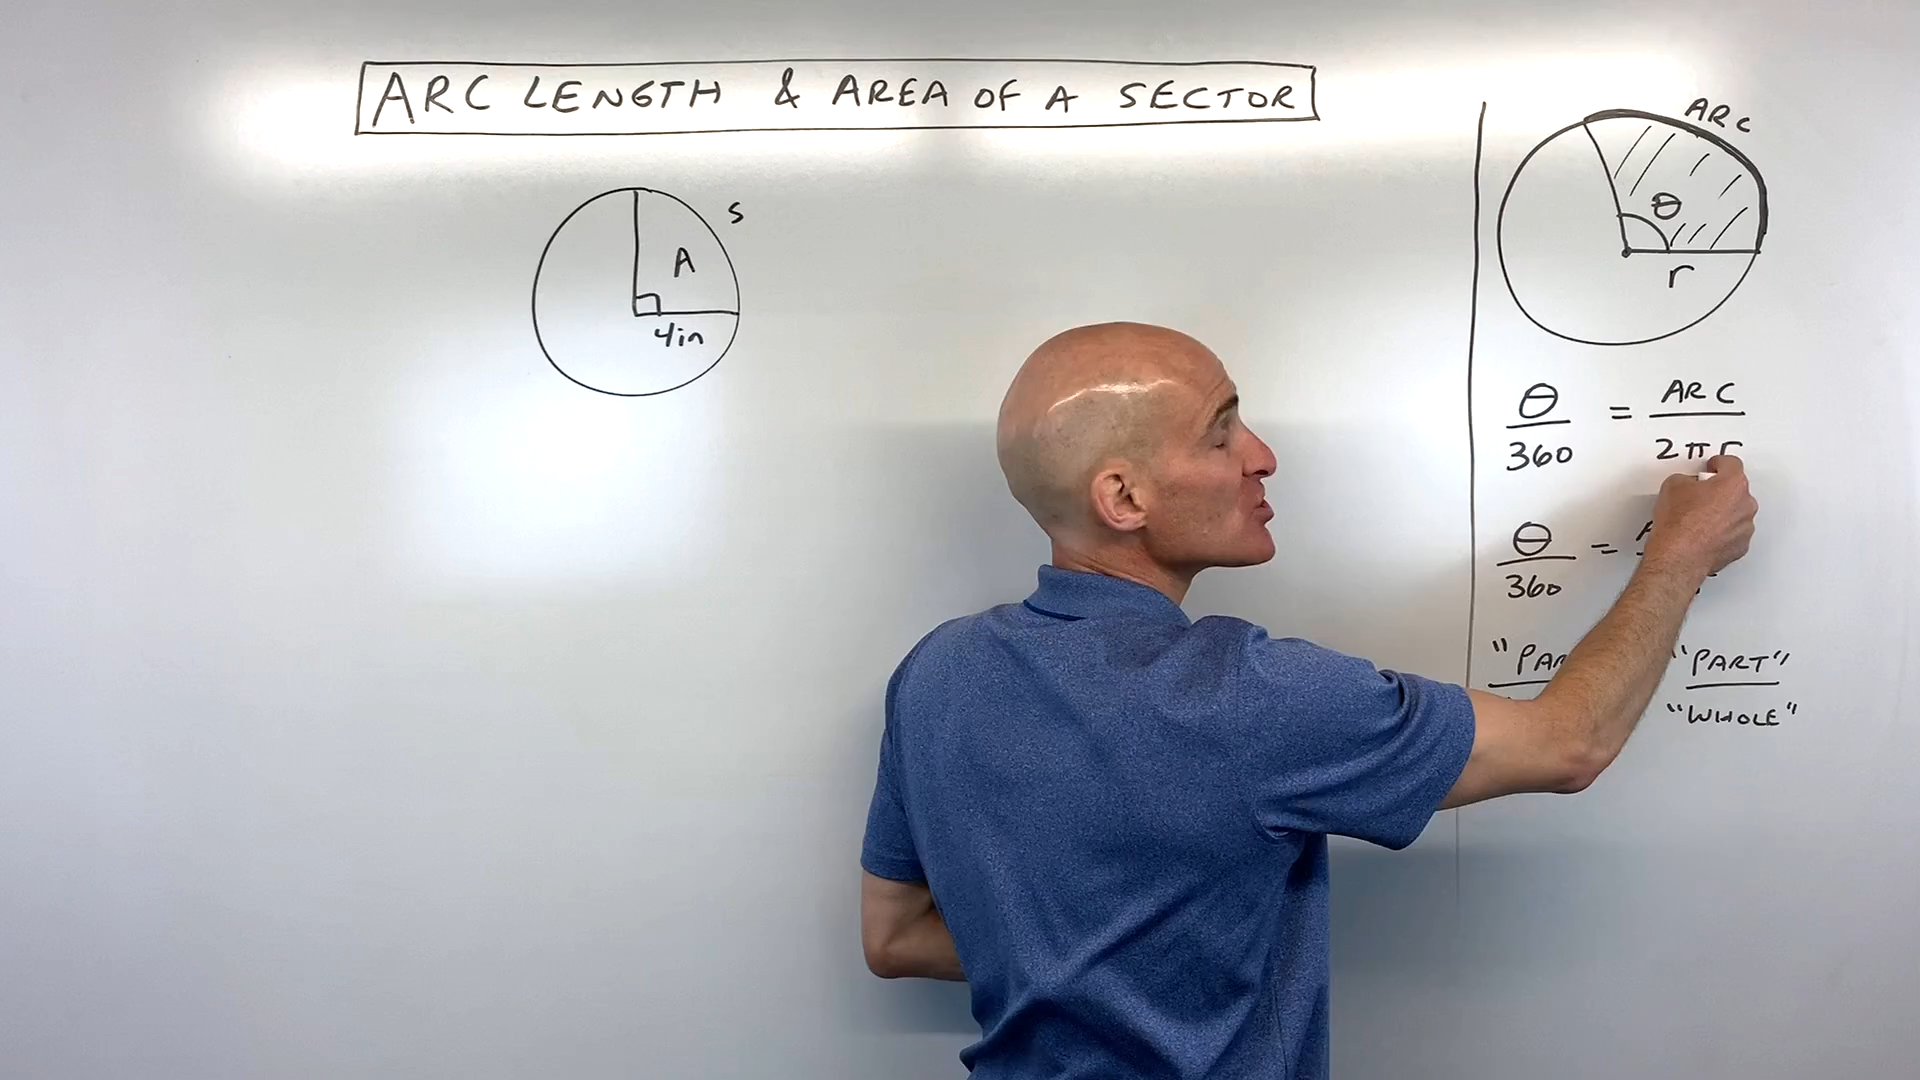 ARC LENGTH & AREA OF A SECTOR
S
A
4in
ARC
θ
r
θ/360 = ARC/2πr
θ/360 =
"PART"
"WHOLE"